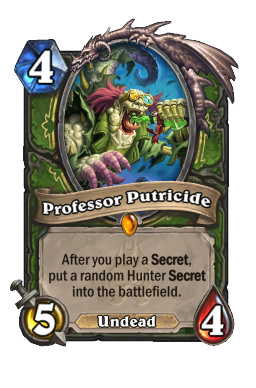 4
Professor Putricide
After you play a Secret,
put a random Hunter Secret
into the battlefield.
5
Undead
4